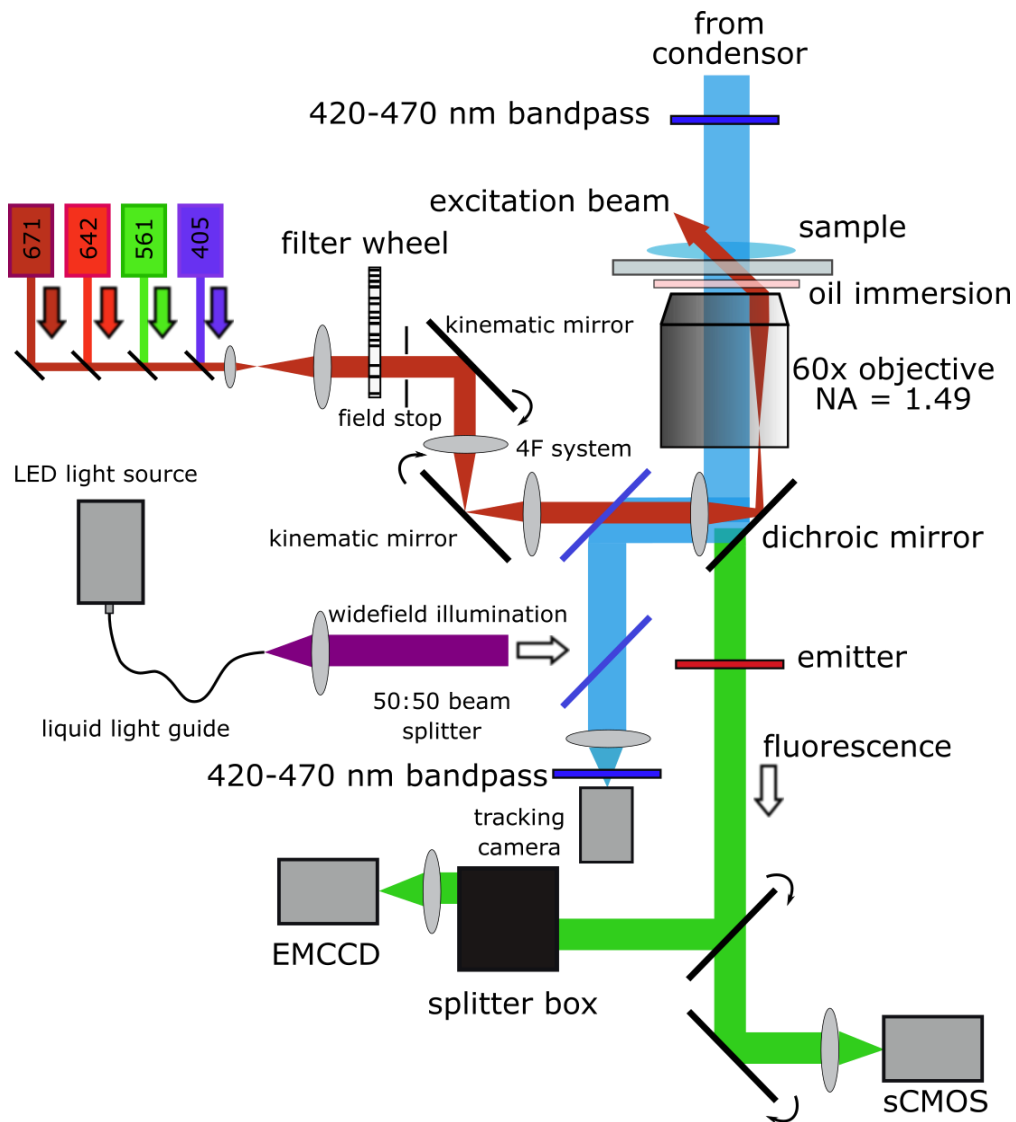 from
condensor
420-470 nm bandpass
excitation beam
sample
oil immersion
60x objective
NA = 1.49
671
642
561
405
filter wheel
kinematic mirror
field stop
4F system
LED light source
kinematic mirror
dichroic mirror
widefield illumination
emitter
50:50 beam
splitter
liquid light guide
fluorescence
420-470 nm bandpass
tracking
camera
EMCCD
splitter box
sCMOS